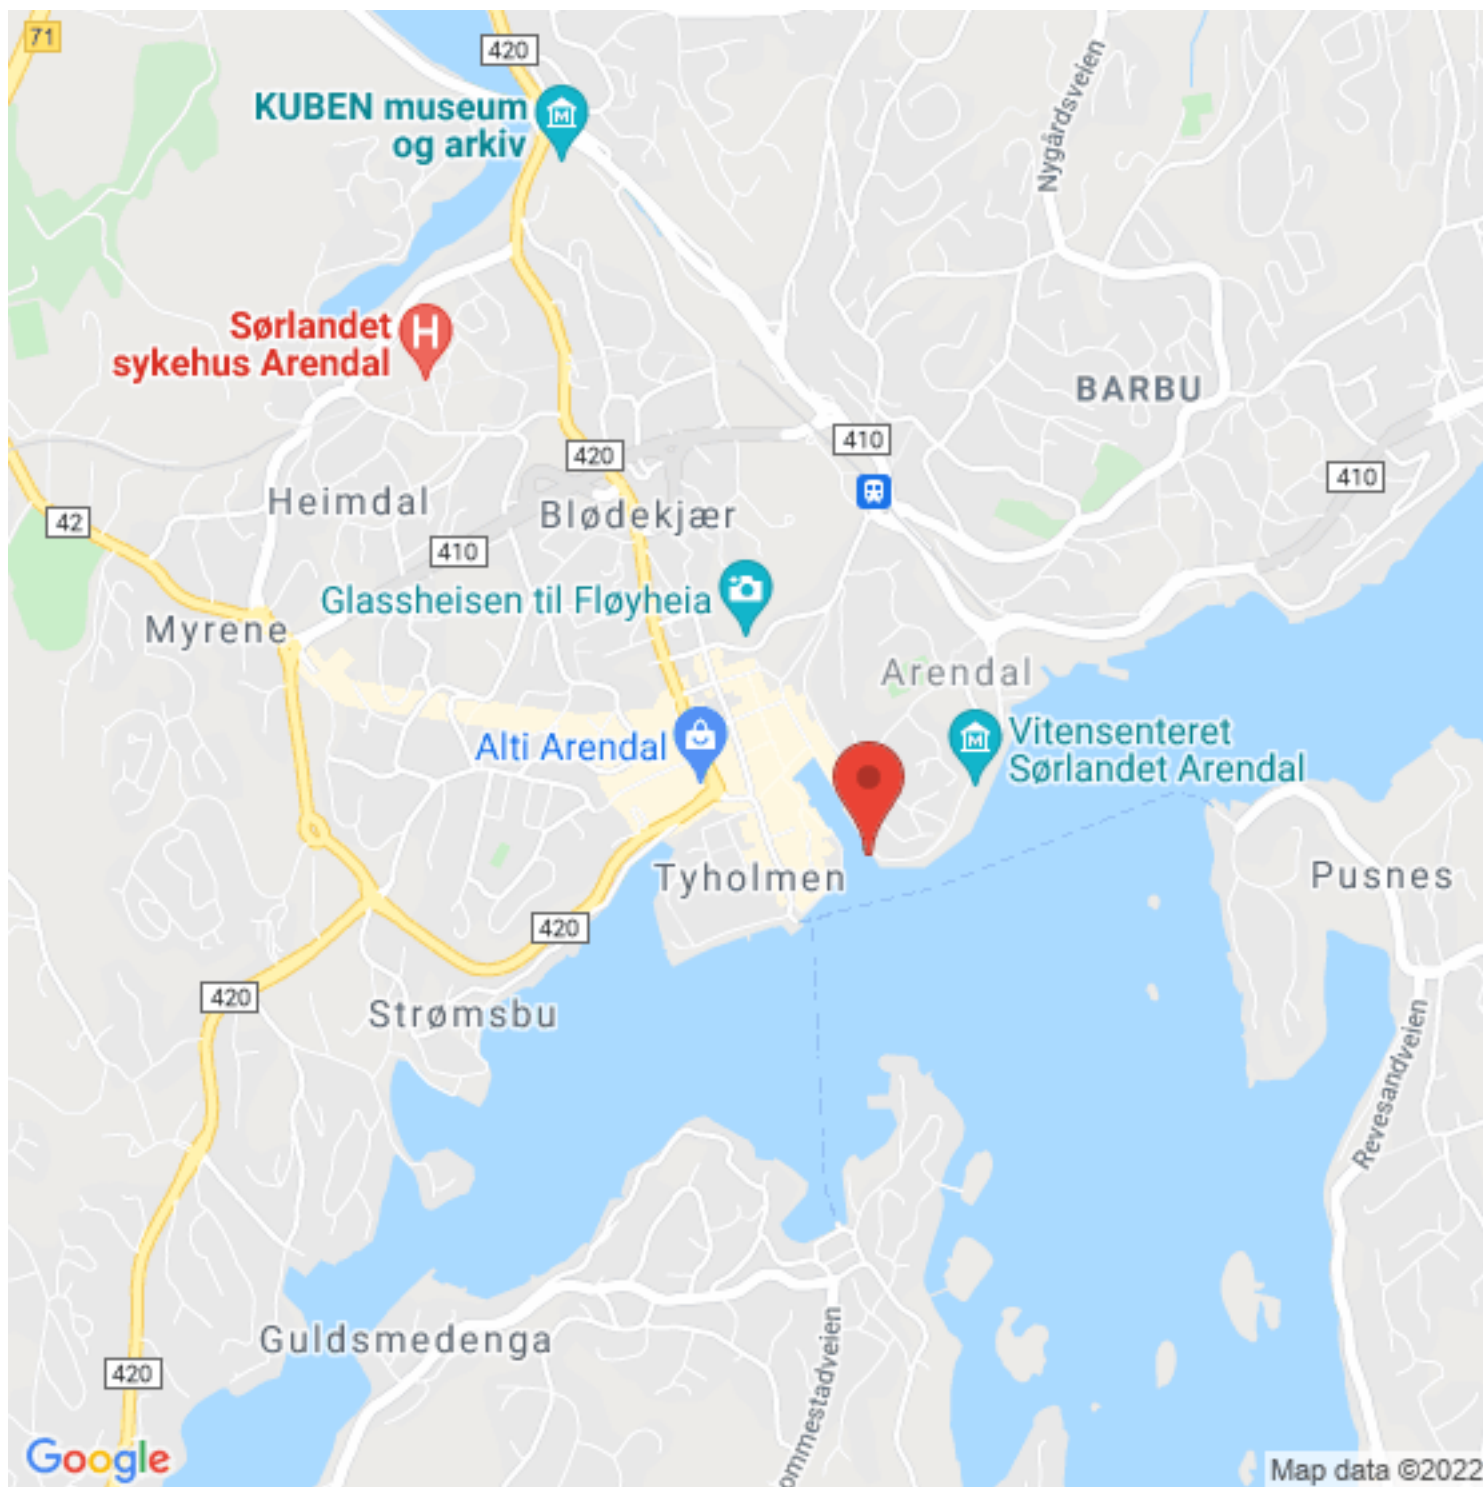 71
420
KUBEN museum
og arkiv
Nygårdsveien
Sørlandet
sykehus Arendal
BARBU
410
420
410
Heimdal
42
Blødekjær
410
Glassheisen til Fløyheia
Myrene
Arendal
Vitensenteret
Sørlandet Arendal
Alti Arendal
Tyholmen
Pusnes
420
420
Strømsbu
Revesandveien
Guldsmedenga
420
ommestadveien
Google
Map data ©2022